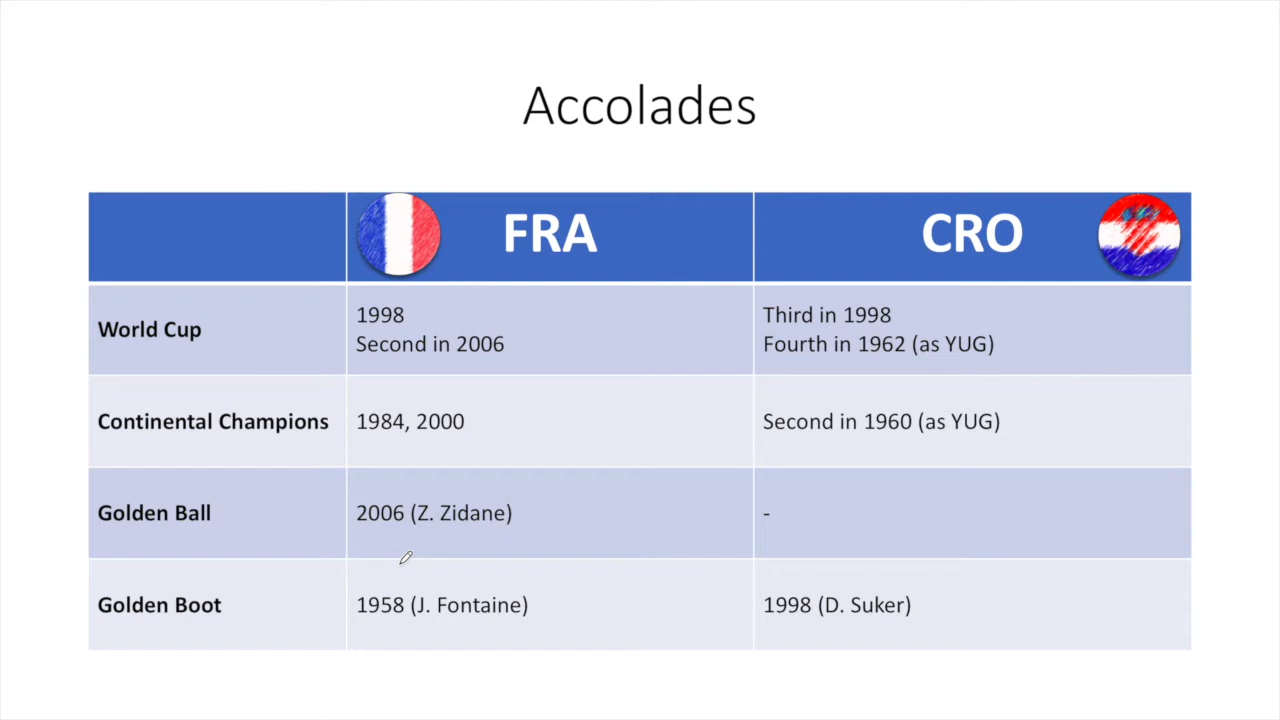 Accolades
FRA
CRO
World Cup
1998
Second in 2006
Third in 1998
Fourth in 1962 (as YUG)
Continental Champions
1984, 2000
Second in 1960 (as YUG)
Golden Ball
2006 (Z. Zidane)
-
Golden Boot
1958 (J. Fontaine)
1998 (D. Suker)